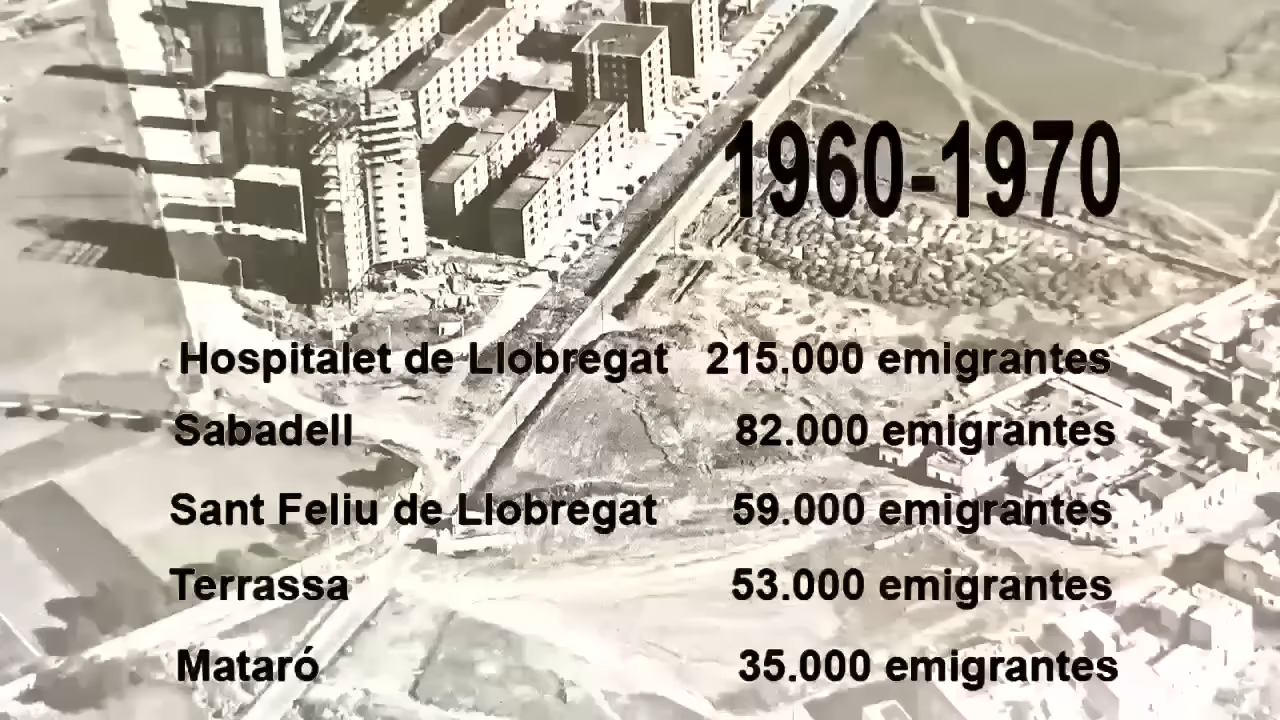 1960-1970
Hospitalet de Llobregat 215.000 emigrantes
Sabadell 82.000 emigrantes
Sant Feliu de Llobregat 59.000 emigrantes
Terrassa 53.000 emigrantes
Mataró 35.000 emigrantes